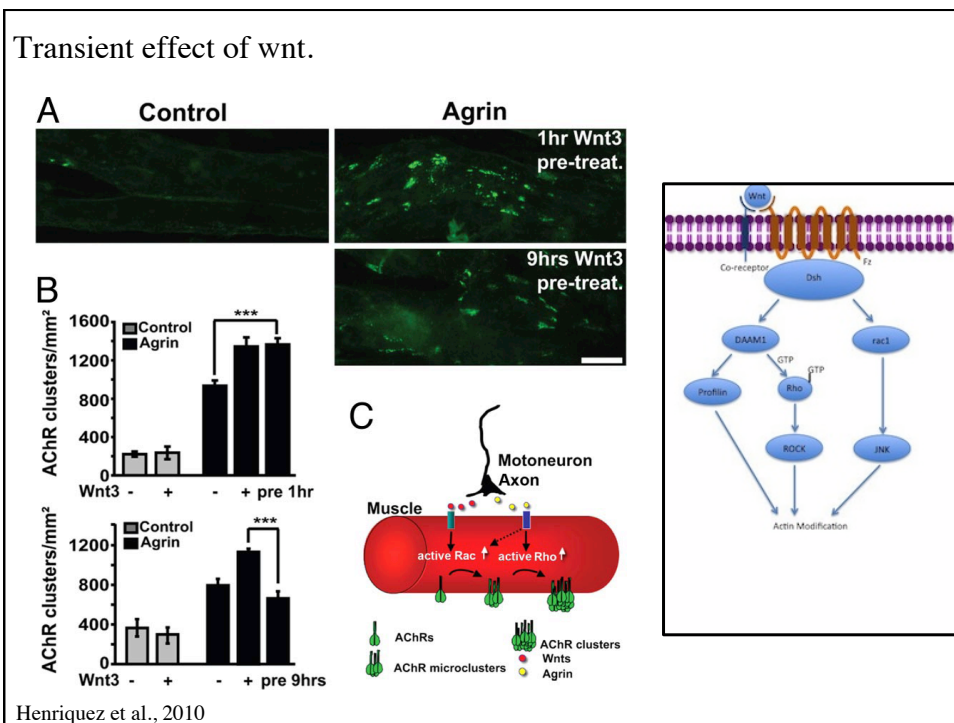 Transient effect of wnt.
A
Control
Agrin
1hr Wnt3
pre-treat.
9hrs Wnt3
pre-treat.
B
AChR clusters/mm²
1600
1200
800
400
0
Control
Agrin
***
Wnt3 - + - + pre 1hr
AChR clusters/mm²
1200
800
400
0
Control
Agrin
***
Wnt3 - + - + pre 9hrs
C
Motoneuron
Axon
Muscle
active Rac
active Rho
AChRs
AChR microclusters
AChR clusters
Wnts
Agrin
Wnt
Co-receptor
Fz
Dsh
DAAM1
rac1
GTP
GTP
Profilin
Rho
ROCK
JNK
Actin Modification
Henriquez et al., 2010